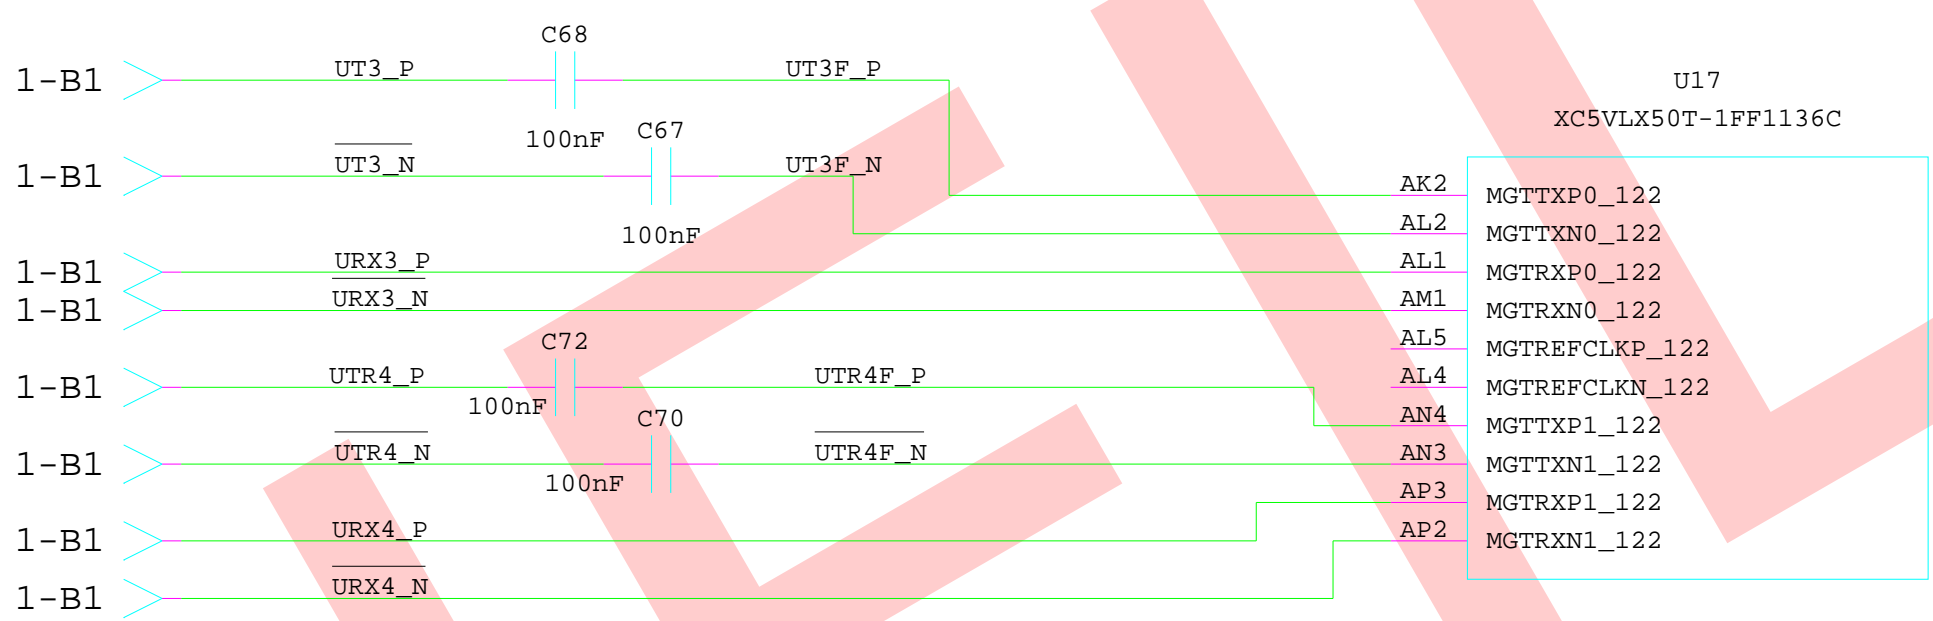 C68
1-B1 UT3_P UT3F_P
U17
XC5VLX50T-1FF1136C
100nF C67
1-B1 UT3_N UT3F_N
AK2 MGTTXP0_122
100nF AL2 MGTTXN0_122
1-B1 URX3_P AL1 MGTRXP0_122
1-B1 URX3_N AM1 MGTRXN0_122
C72 AL5 MGTREFCLKP_122
1-B1 UTR4_P UTR4F_P AL4 MGTREFCLKN_122
100nF C70 AN4 MGTTXP1_122
1-B1 UTR4_N UTR4F_N AN3 MGTTXN1_122
100nF AP3 MGTRXP1_122
1-B1 URX4_P AP2 MGTRXN1_122
1-B1 URX4_N